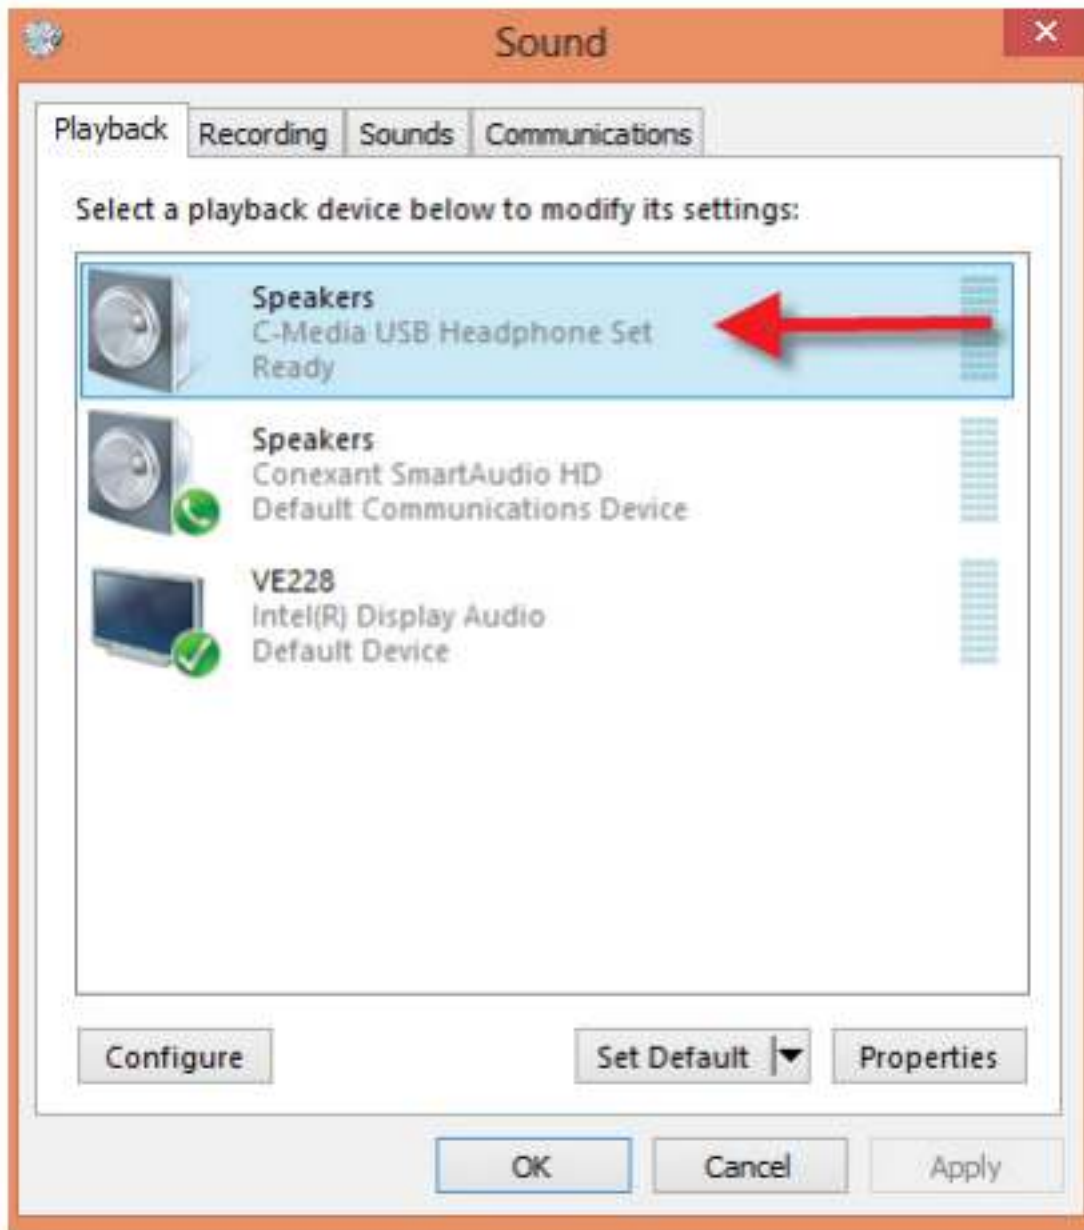 Sound
Playback Recording Sounds Communications
Select a playback device below to modify its settings:
Speakers
C-Media USB Headphone Set
Ready
Speakers
Conexant SmartAudio HD
Default Communications Device
VE228
Intel(R) Display Audio
Default Device
Configure Set Default Properties
OK Cancel Apply